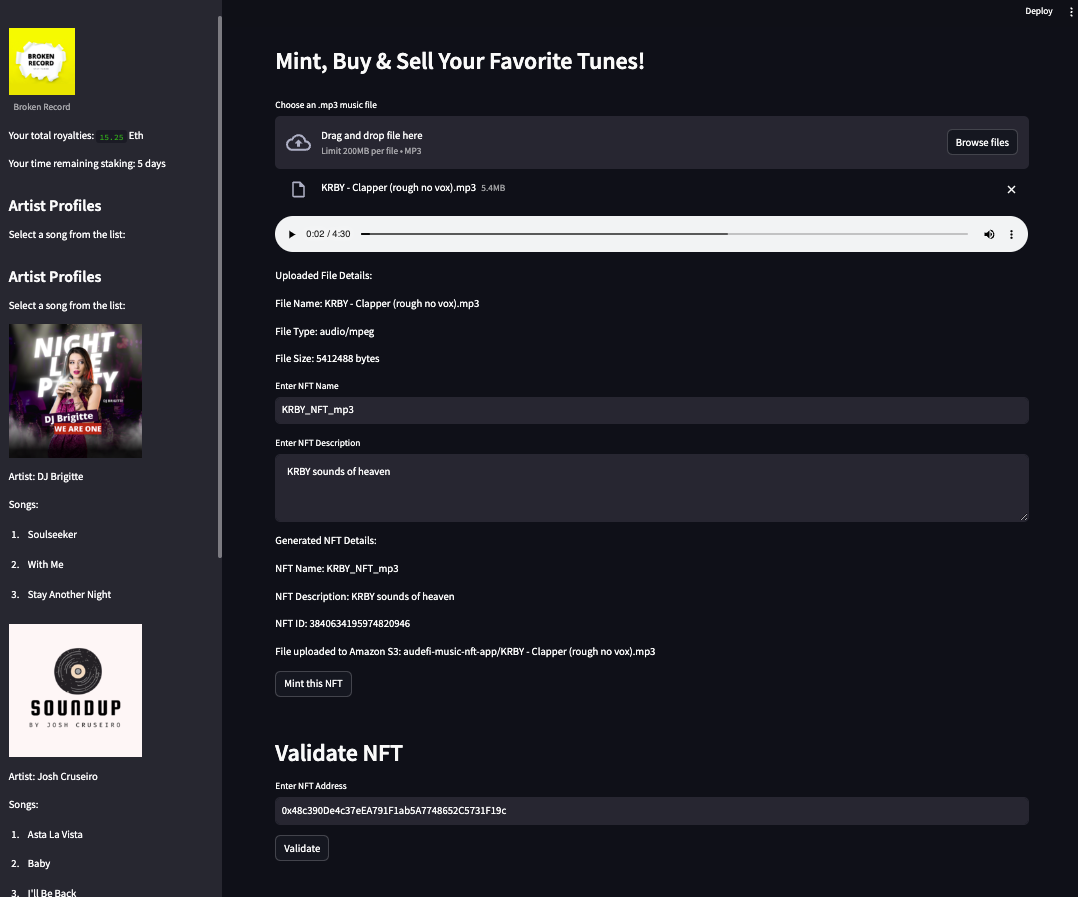 BROKEN
RECORD
Broken Record
Your total royalties: 15.25 Eth
Your time remaining staking: 5 days
Artist Profiles
Select a song from the list:
Artist Profiles
Select a song from the list:
NIGHT
LIFE
PARTY
DJ BRIGITTE
DJ Brigitte
WE ARE ONE
Artist: DJ Brigitte
Songs:
1. Soulseeker
2. With Me
3. Stay Another Night
SOUNDUP
BY JOSH CRUSEIRO
Artist: Josh Cruseiro
Songs:
1. Asta La Vista
2. Baby
3. I'll Be Back
Deploy
Mint, Buy & Sell Your Favorite Tunes!
Choose an .mp3 music file
Drag and drop file here
Limit 200MB per file • MP3
Browse files
KRBY - Clapper (rough no vox).mp3 5.4MB
0:02 / 4:30
Uploaded File Details:
File Name: KRBY - Clapper (rough no vox).mp3
File Type: audio/mpeg
File Size: 5412488 bytes
Enter NFT Name
KRBY_NFT_mp3
Enter NFT Description
KRBY sounds of heaven
Generated NFT Details:
NFT Name: KRBY_NFT_mp3
NFT Description: KRBY sounds of heaven
NFT ID: 3840634195974820946
File uploaded to Amazon S3: audefi-music-nft-app/KRBY - Clapper (rough no vox).mp3
Mint this NFT
Validate NFT
Enter NFT Address
0x48c390De4c37eEA791F1ab5A7748652C5731F19c
Validate